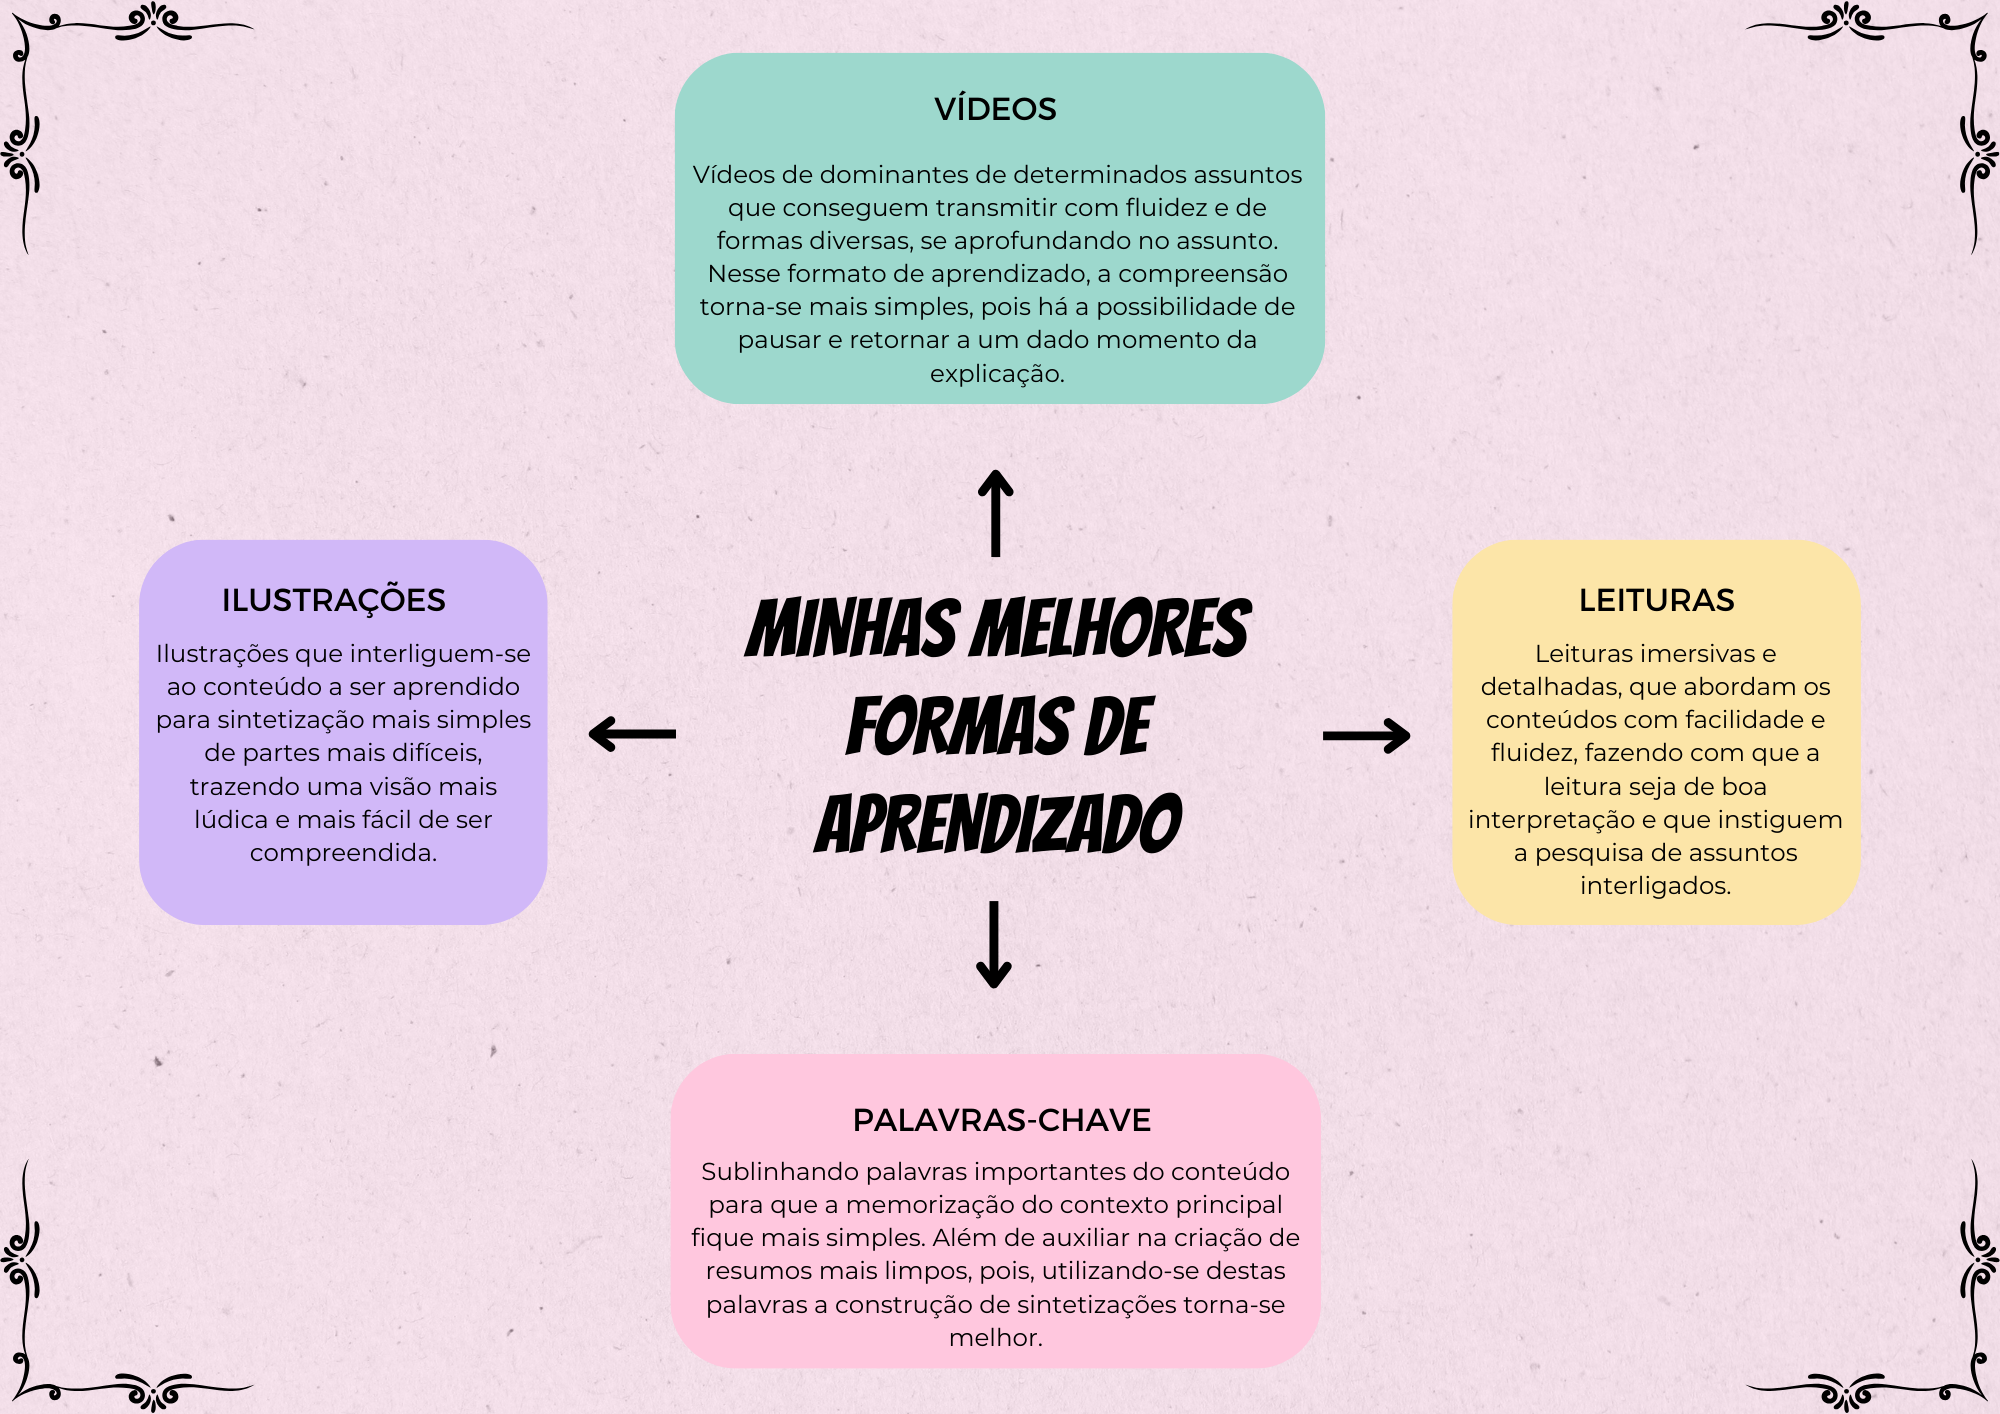 VÍDEOS
Vídeos de dominantes de determinados assuntos
que conseguem transmitir com fluidez e de
formas diversas, se aprofundando no assunto.
Nesse formato de aprendizado, a compreensão
torna-se mais simples, pois há a possibilidade de
pausar e retornar a um dado momento da
explicação.
ILUSTRAÇÕES
Ilustrações que interliguem-se
ao conteúdo a ser aprendido
para sintetização mais simples
de partes mais difíceis,
trazendo uma visão mais
lúdica e mais fácil de ser
compreendida.
MINHAS MELHORES
FORMAS DE
APRENDIZADO
LEITURAS
Leituras imersivas e
detalhadas, que abordam os
conteúdos com facilidade e
fluidez, fazendo com que a
leitura seja de boa
interpretação e que instiguem
a pesquisa de assuntos
interligados.
PALAVRAS-CHAVE
Sublinhando palavras importantes do conteúdo
para que a memorização do contexto principal
fique mais simples. Além de auxiliar na criação de
resumos mais limpos, pois, utilizando-se destas
palavras a construção de sintetizações torna-se
melhor.